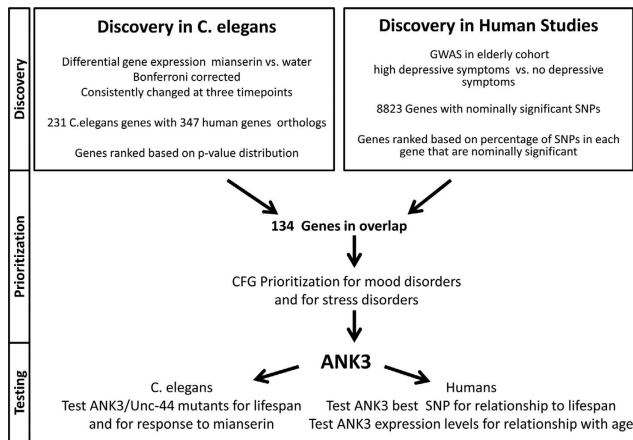 Discovery
Discovery in C. elegans
Differential gene expression mianserin vs. water
Bonferroni corrected
Consistently changed at three timepoints
231 C.elegans genes with 347 human genes orthologs
Genes ranked based on p-value distribution
Discovery in Human Studies
GWAS in elderly cohort
high depressive symptoms vs. no depressive
symptoms
8823 Genes with nominally significant SNPs
Genes ranked based on percentage of SNPs in each
gene that are nominally significant
Prioritization
134 Genes in overlap
CFG Prioritization for mood disorders
and for stress disorders
Testing
ANK3
C. elegans
Test ANK3/Unc-44 mutants for lifespan
and for response to mianserin
Humans
Test ANK3 best SNP for relationship to lifespan
Test ANK3 expression levels for relationship with age